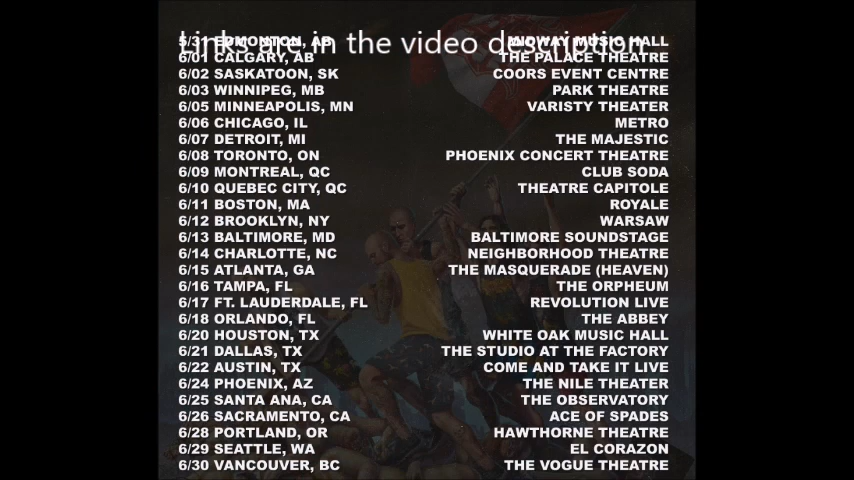 Links are in the video description
5/31 EDMONTON, AB MIDWAY MUSIC HALL
6/01 CALGARY, AB THE PALACE THEATRE
6/02 SASKATOON, SK COORS EVENT CENTRE
6/03 WINNIPEG, MB PARK THEATRE
6/05 MINNEAPOLIS, MN VARISTY THEATER
6/06 CHICAGO, IL METRO
6/07 DETROIT, MI THE MAJESTIC
6/08 TORONTO, ON PHOENIX CONCERT THEATRE
6/09 MONTREAL, QC CLUB SODA
6/10 QUEBEC CITY, QC THEATRE CAPITOLE
6/11 BOSTON, MA ROYALE
6/12 BROOKLYN, NY WARSAW
6/13 BALTIMORE, MD BALTIMORE SOUNDSTAGE
6/14 CHARLOTTE, NC NEIGHBORHOOD THEATRE
6/15 ATLANTA, GA THE MASQUERADE (HEAVEN)
6/16 TAMPA, FL THE ORPHEUM
6/17 FT. LAUDERDALE, FL REVOLUTION LIVE
6/18 ORLANDO, FL THE ABBEY
6/20 HOUSTON, TX WHITE OAK MUSIC HALL
6/21 DALLAS, TX THE STUDIO AT THE FACTORY
6/22 AUSTIN, TX COME AND TAKE IT LIVE
6/24 PHOENIX, AZ THE NILE THEATER
6/25 SANTA ANA, CA THE OBSERVATORY
6/26 SACRAMENTO, CA ACE OF SPADES
6/28 PORTLAND, OR HAWTHORNE THEATRE
6/29 SEATTLE, WA EL CORAZON
6/30 VANCOUVER, BC THE VOGUE THEATRE